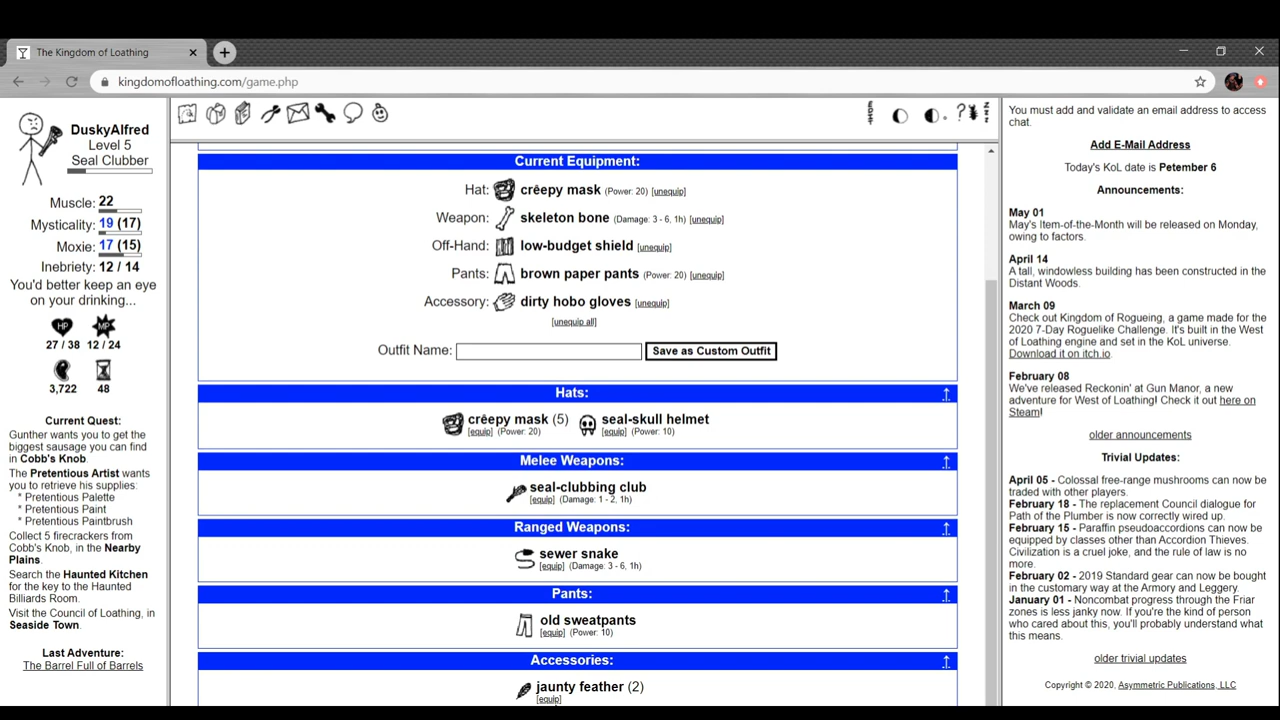 The Kingdom of Loathing
kingdomofloathing.com/game.php
DuskyAlfred
Level 5
Seal Clubber
Muscle: 22
Mysticality: 19 (17)
Moxie: 17 (15)
Inebriety: 12 / 14
You'd better keep an eye
on your drinking...
HP MP
27 / 38 12 / 24
3,722 48
Current Quest:
Gunther wants you to get the
biggest sausage you can find
in Cobb's Knob.
The Pretentious Artist wants
you to retrieve his supplies:
* Pretentious Palette
* Pretentious Paint
* Pretentious Paintbrush
Collect 5 firecrackers from
Cobb's Knob, in the Nearby
Plains.
Search the Haunted Kitchen
for the key to the Haunted
Billiards Room.
Visit the Council of Loathing, in
Seaside Town.
Last Adventure:
The Barrel Full of Barrels
Current Equipment:
Hat: crêepy mask (Power: 20) [unequip]
Weapon: skeleton bone (Damage: 3 - 6, 1h) [unequip]
Off-Hand: low-budget shield [unequip]
Pants: brown paper pants (Power: 20) [unequip]
Accessory: dirty hobo gloves [unequip]
[unequip all]
Outfit Name: Save as Custom Outfit
Hats:
crêepy mask (5) seal-skull helmet
[equip] (Power: 20) [equip] (Power: 10)
Melee Weapons:
seal-clubbing club
[equip] (Damage: 1 - 2, 1h)
Ranged Weapons:
sewer snake
[equip] (Damage: 3 - 6, 1h)
Pants:
old sweatpants
[equip] (Power: 10)
Accessories:
jaunty feather (2)
[equip]
You must add and validate an email address to access
chat.
Add E-Mail Address
Today's KoL date is Petember 6
Announcements:
May 01
May's Item-of-the-Month will be released on Monday,
owing to factors.
April 14
A tall, windowless building has been constructed in the
Distant Woods.
March 09
Check out Kingdom of Rogueing, a game made for the
2020 7-Day Roguelike Challenge. It's built in the West
of Loathing engine and set in the KoL universe.
Download it on itch.io.
February 08
We've released Reckonin' at Gun Manor, a new
adventure for West of Loathing! Check it out here on
Steam!
older announcements
Trivial Updates:
April 05 - Colossal free-range mushrooms can now be
traded with other players.
February 18 - The replacement Council dialogue for
Path of the Plumber is now correctly wired up.
February 15 - Paraffin pseudoaccordions can now be
equipped by classes other than Accordion Thieves.
Civilization is a cruel joke, and the rule of law is no
more.
February 02 - 2019 Standard gear can now be bought
in the customary way at the Armory and Leggery.
January 01 - Noncombat progress through the Friar
zones is less janky now. If you're the kind of person
who cared about this, you'll probably understand what
this means.
older trivial updates
Copyright © 2020, Asymmetric Publications, LLC